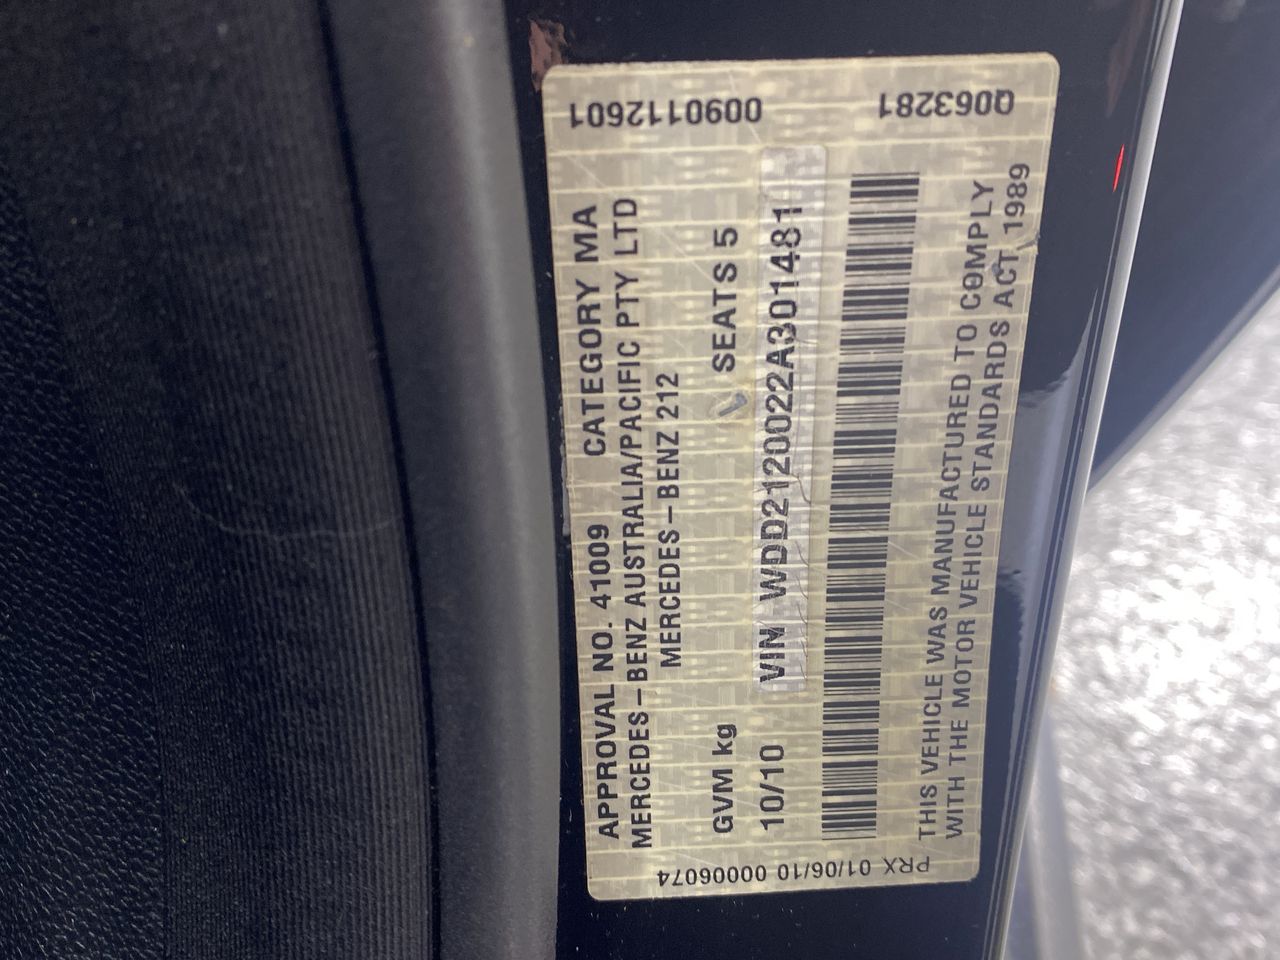 APPROVAL NO. 41009 CATEGORY MA
MERCEDES-BENZ AUSTRALIA/PACIFIC PTY LTD
MERCEDES-BENZ 212
GVM kg SEATS 5
10/10 VIN WDD2120022A301481
THIS VEHICLE WAS MANUFACTURED TO COMPLY
WITH THE MOTOR VEHICLE STANDARDS ACT 1989
0090112601 Q063281
PRX 01/06/10 00006074